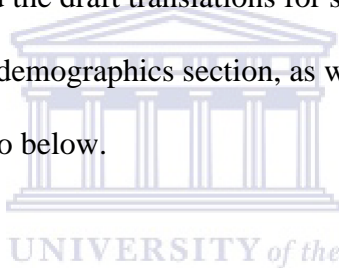 d the draft translations for s
demographics section, as w
o below.
UNIVERSITY of the